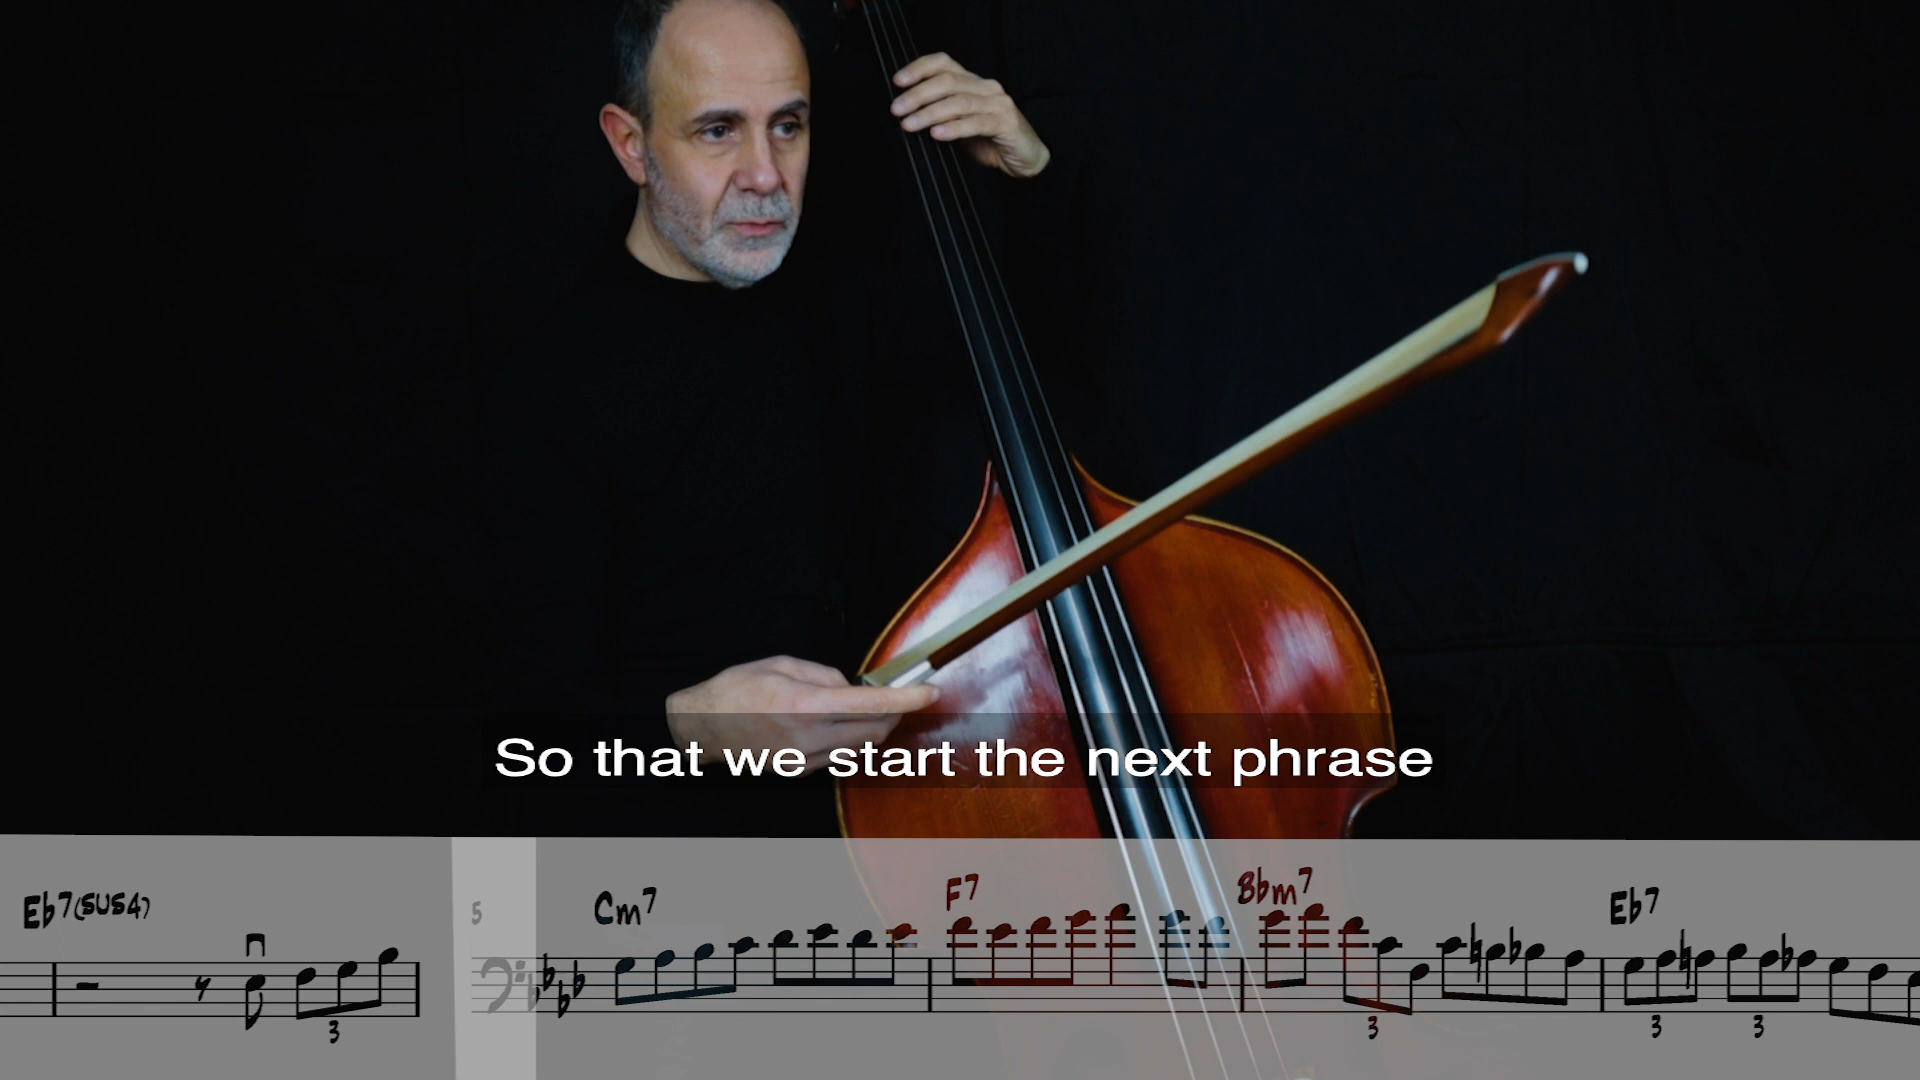 So that we start the next phrase
Eb7(SUS4) 5 Cm7 F7 Bbm7 Eb7
3 3 3 3